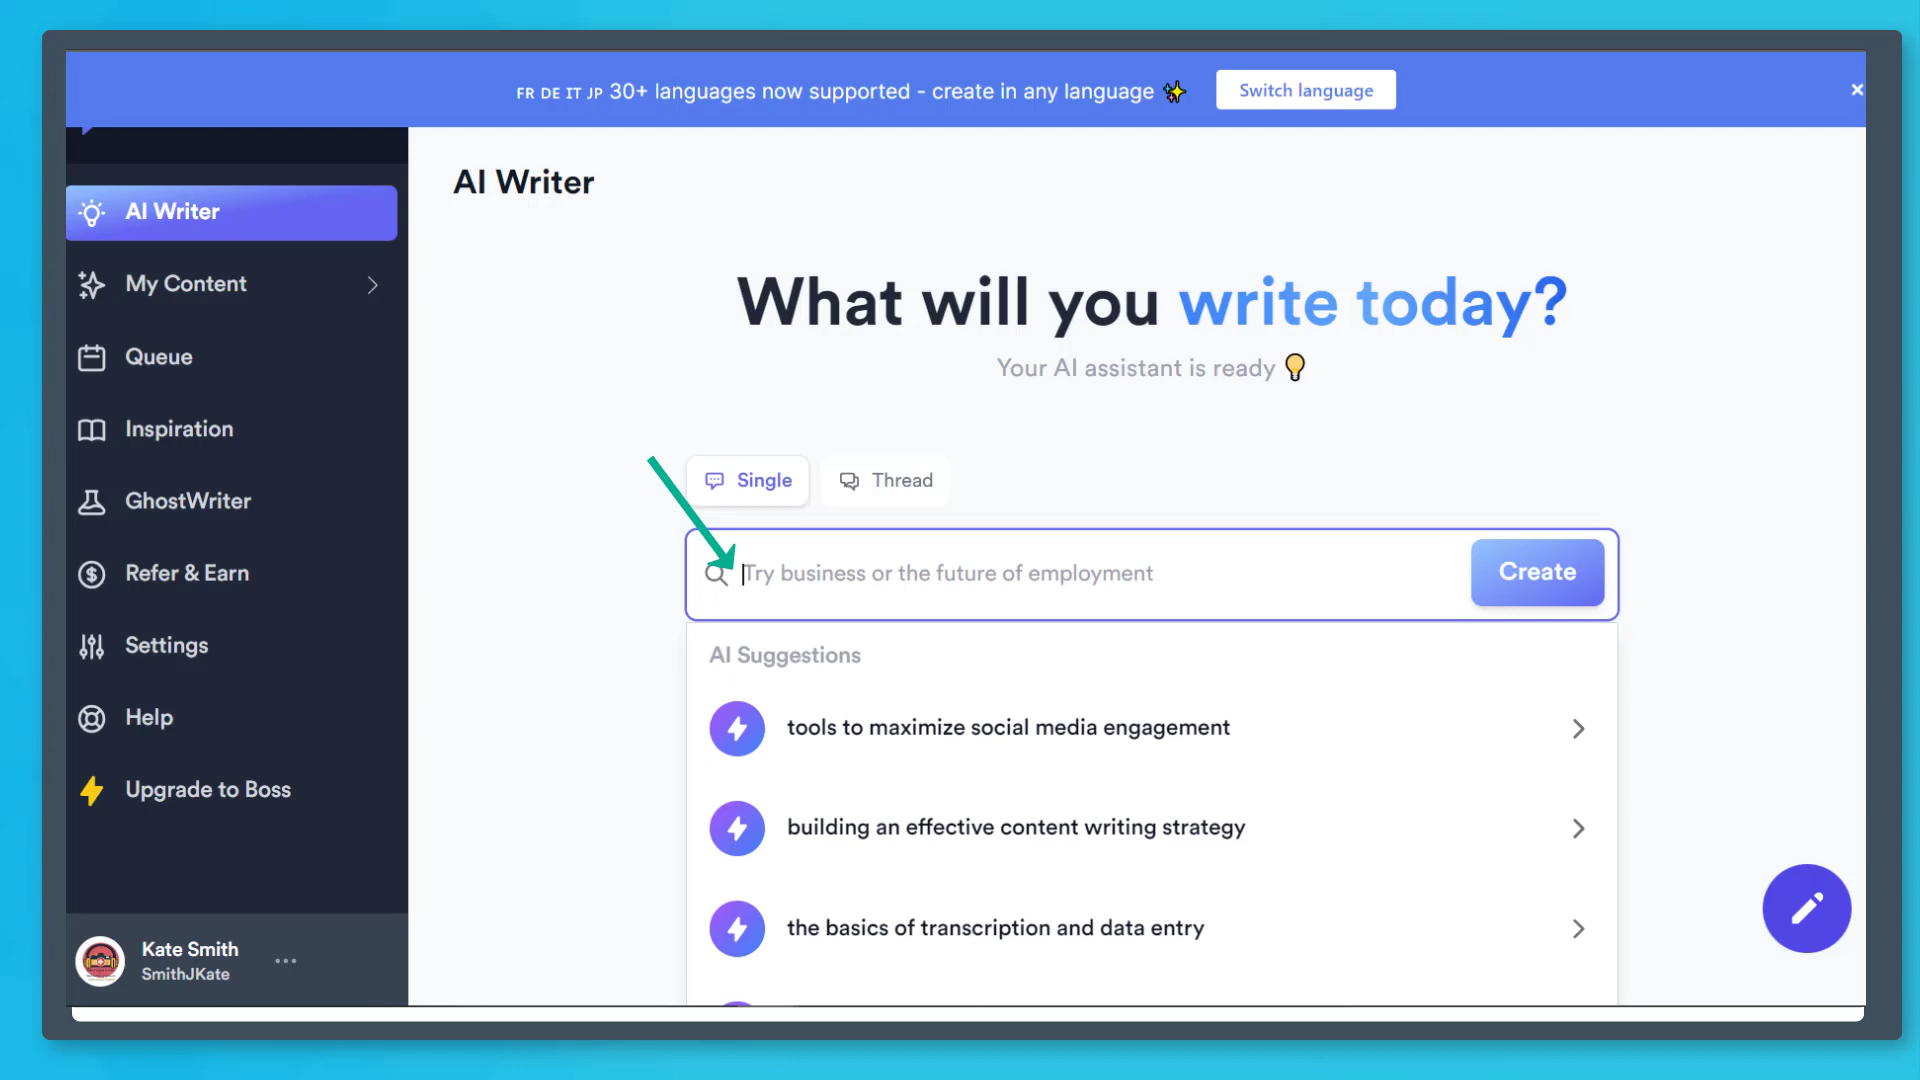 FR DE IT JP 30+ languages now supported - create in any language ✨ Switch language ×
AI Writer
My Content
Queue
Inspiration
GhostWriter
Refer & Earn
Settings
Help
Upgrade to Boss
Kate Smith
SmithJKate
AI Writer
What will you write today?
Your AI assistant is ready 💡
Single Thread
Try business or the future of employment Create
AI Suggestions
tools to maximize social media engagement
building an effective content writing strategy
the basics of transcription and data entry